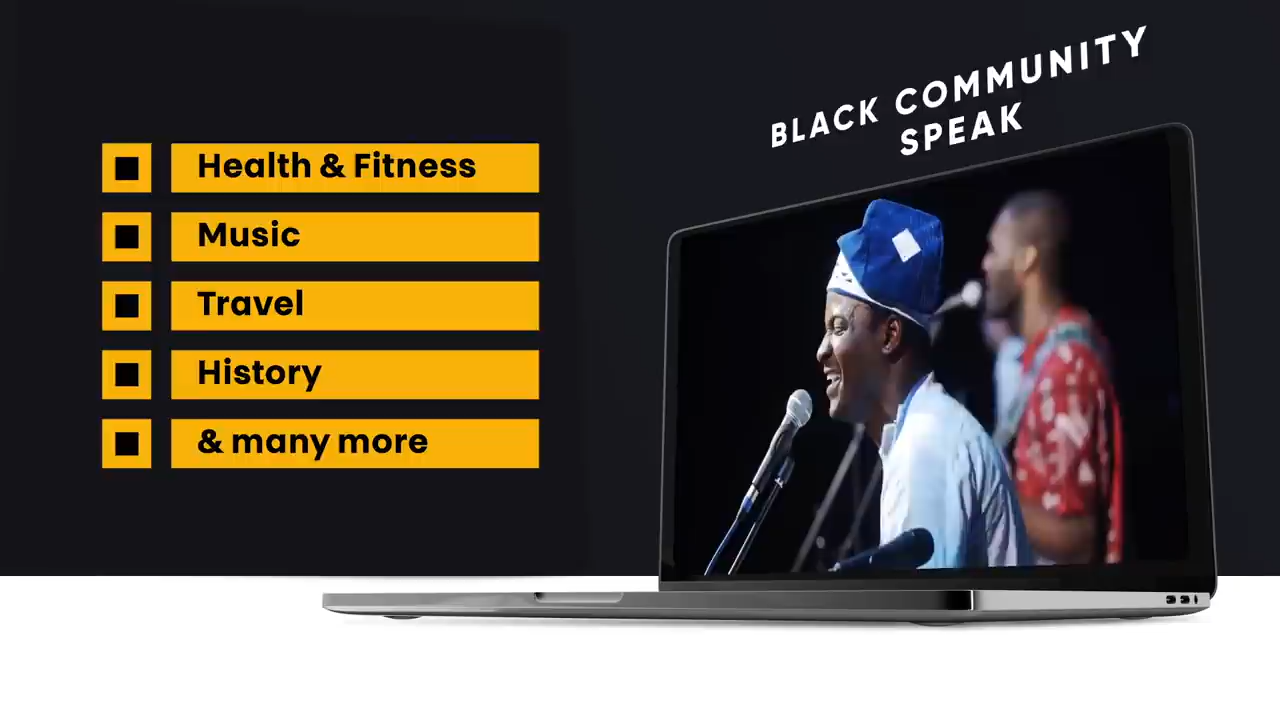 BLACK COMMUNITY
SPEAK
Health & Fitness
Music
Travel
History
& many more